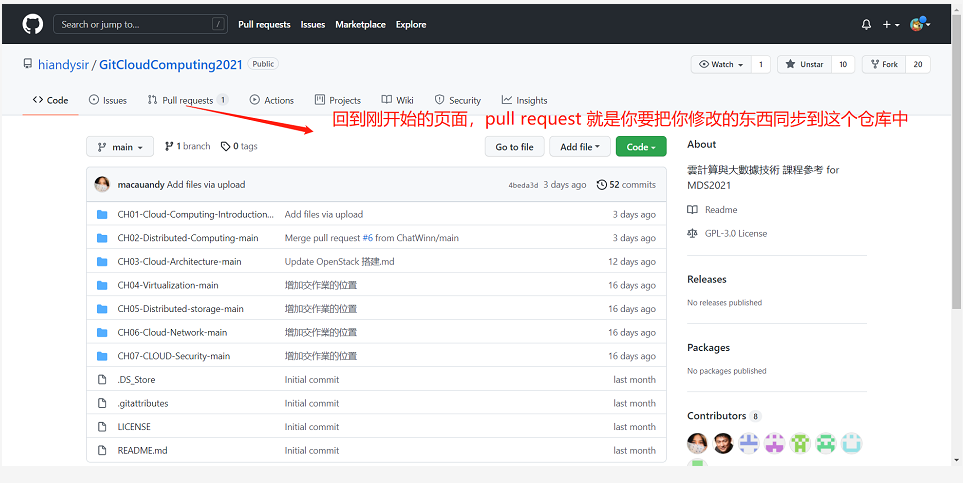 Search or jump to... /
Pull requests Issues Marketplace Explore
hiandysir / GitCloudComputing2021 Public
Watch 1 Unstar 10 Fork 20
Code Issues Pull requests 1 Actions Projects Wiki Security Insights
回到刚开始的页面，pull request 就是你要把你修改的东西同步到这个仓库中
main 1 branch 0 tags Go to file Add file Code
macauandy Add files via upload 4beda3d 3 days ago 52 commits
CH01-Cloud-Computing-Introduction... Add files via upload 3 days ago
CH02-Distributed-Computing-main Merge pull request #6 from ChatWinn/main 3 days ago
CH03-Cloud-Architecture-main Update OpenStack 搭建.md 12 days ago
CH04-Virtualization-main 增加交作業的位置 16 days ago
CH05-Distributed-storage-main 增加交作業的位置 16 days ago
CH06-Cloud-Network-main 增加交作業的位置 16 days ago
CH07-CLOUD-Security-main 增加交作業的位置 16 days ago
.DS_Store Initial commit last month
.gitattributes Initial commit last month
LICENSE Initial commit last month
README.md Initial commit last month
About
雲計算與大數據技術 課程參考 for
MDS2021
Readme
GPL-3.0 License
Releases
No releases published
Packages
No packages published
Contributors 8